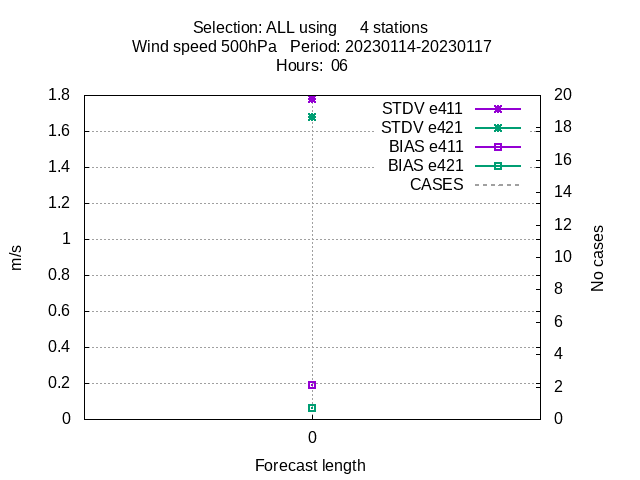 Selection: ALL using 4 stations
Wind speed 500hPa Period: 20230114-20230117
Hours: 06
1.8
1.6
1.4
1.2
1
0.8
0.6
0.4
0.2
0
m/s
STDV e411
STDV e421
BIAS e411
BIAS e421
CASES
20
18
16
14
12
10
8
6
4
2
0
No cases
0
Forecast length